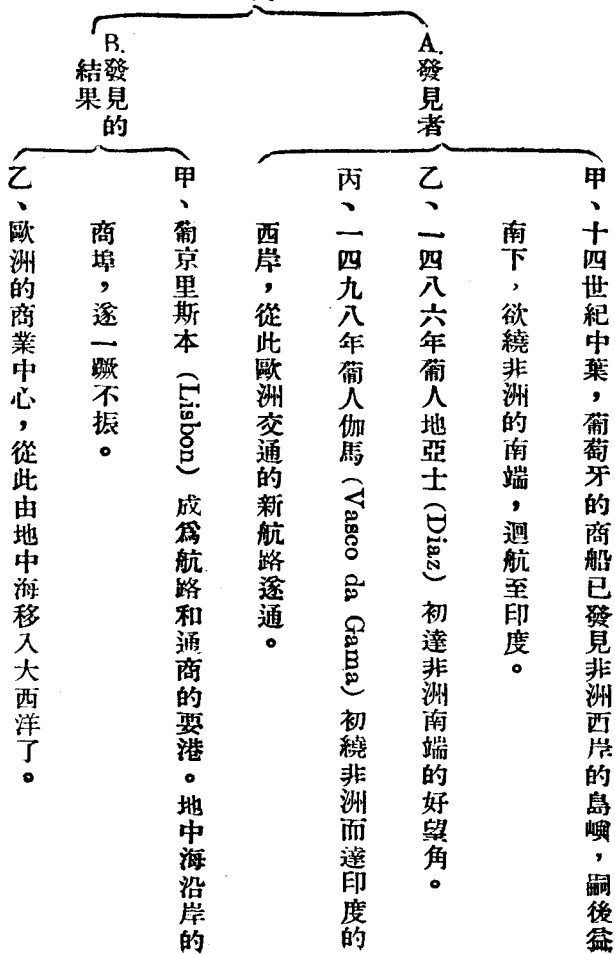 A.發見者
甲、十四世紀中葉，葡萄牙的商船已發見非洲西岸的島嶼，嗣後益
南下，欲繞非洲的南端，迴航至印度。
乙、一四八六年葡人地亞士(Diaz)初達非洲南端的好望角。
丙、一四九八年葡人伽馬(Vasco da Gama)初繞非洲而達印度的
西岸，從此歐洲交通的新航路遂通。
B.發見的
結果
甲、葡京里斯本(Lisbon)成爲航路和通商的要港。地中海沿岸的
商埠，遂一蹶不振。
乙、歐洲的商業中心，從此由地中海移入大西洋了。